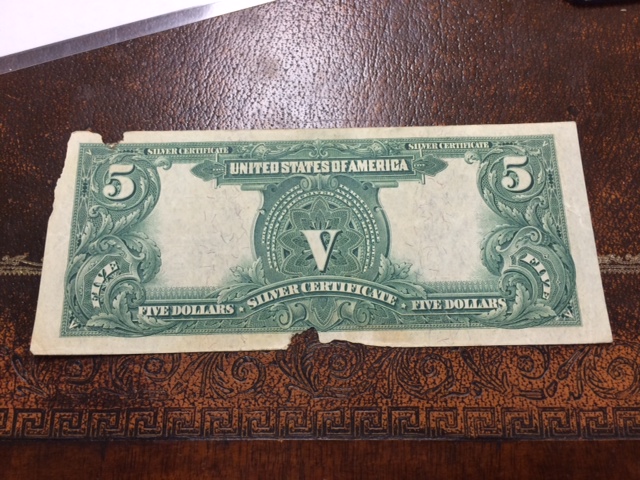 SILVER CERTIFICATE SILVER CERTIFICATE
UNITED STATES OF AMERICA
5 5
V
FIVE FIVE
FIVE DOLLARS · SILVER CERTIFICATE · FIVE DOLLARS
V V